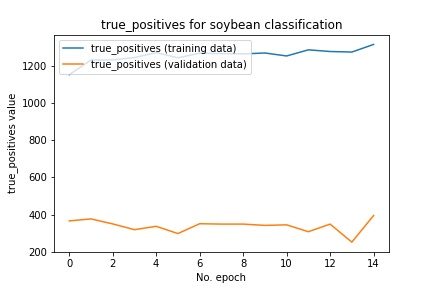 true_positives for soybean classification
true_positives (training data)
true_positives (validation data)
true_positives value
1200
1000
800
600
400
200
0 2 4 6 8 10 12 14
No. epoch